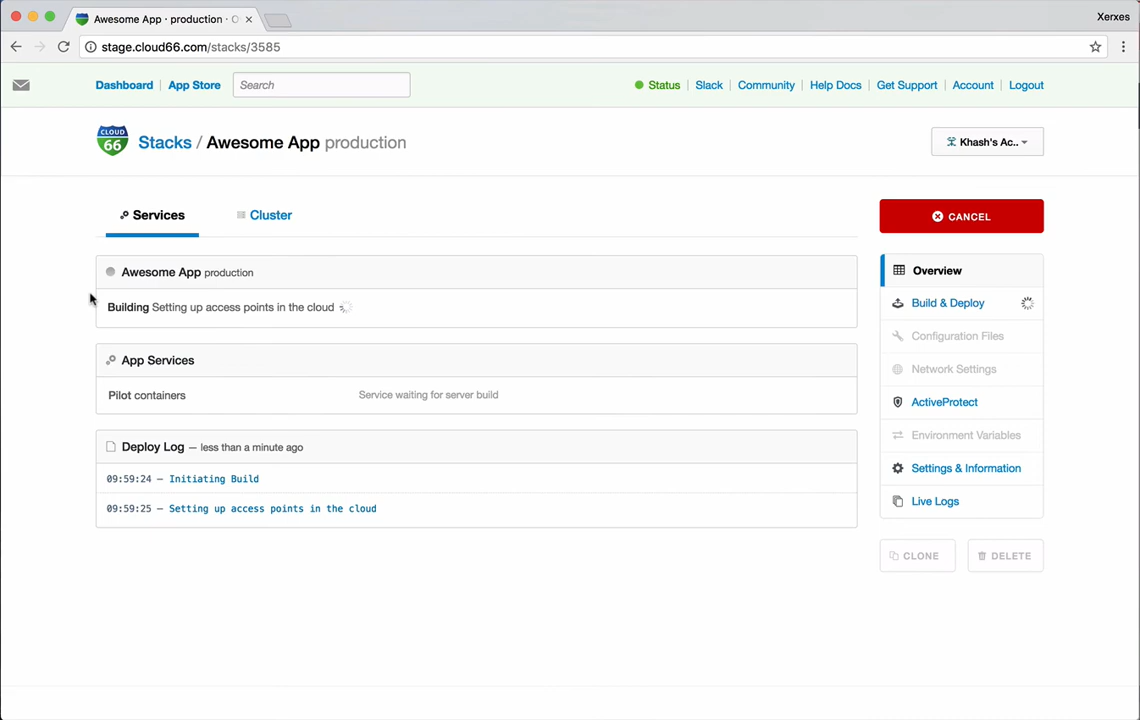 Awesome App · production ·
Xerxes
stage.cloud66.com/stacks/3585
Dashboard App Store Search Status Slack Community Help Docs Get Support Account Logout
CLOUD 66
Stacks / Awesome App production
Khash's Ac..
Services Cluster
CANCEL
Awesome App production
Building Setting up access points in the cloud
App Services
Pilot containers Service waiting for server build
Deploy Log — less than a minute ago
09:59:24 — Initiating Build
09:59:25 — Setting up access points in the cloud
Overview
Build & Deploy
Configuration Files
Network Settings
ActiveProtect
Environment Variables
Settings & Information
Live Logs
CLONE DELETE